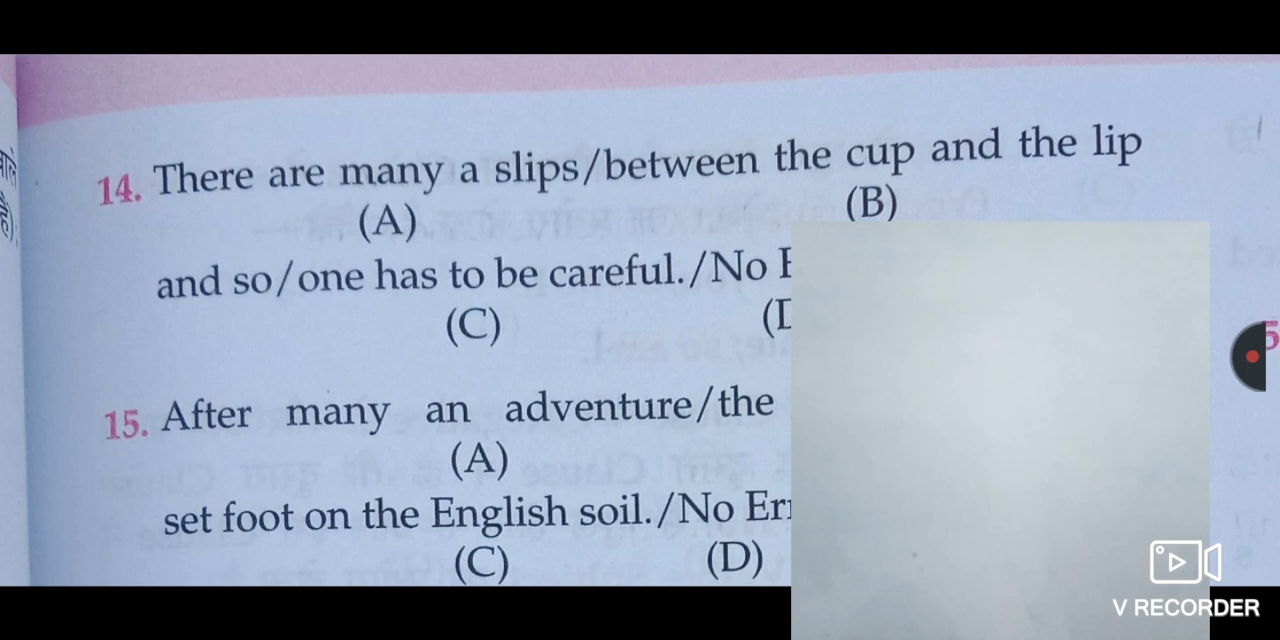 14. There are many a slips/between the cup and the lip
(A) (B)
and so/one has to be careful./No
(C)
15. After many an adventure/the
(A)
set foot on the English soil./No
(C) (D)
V RECORDER